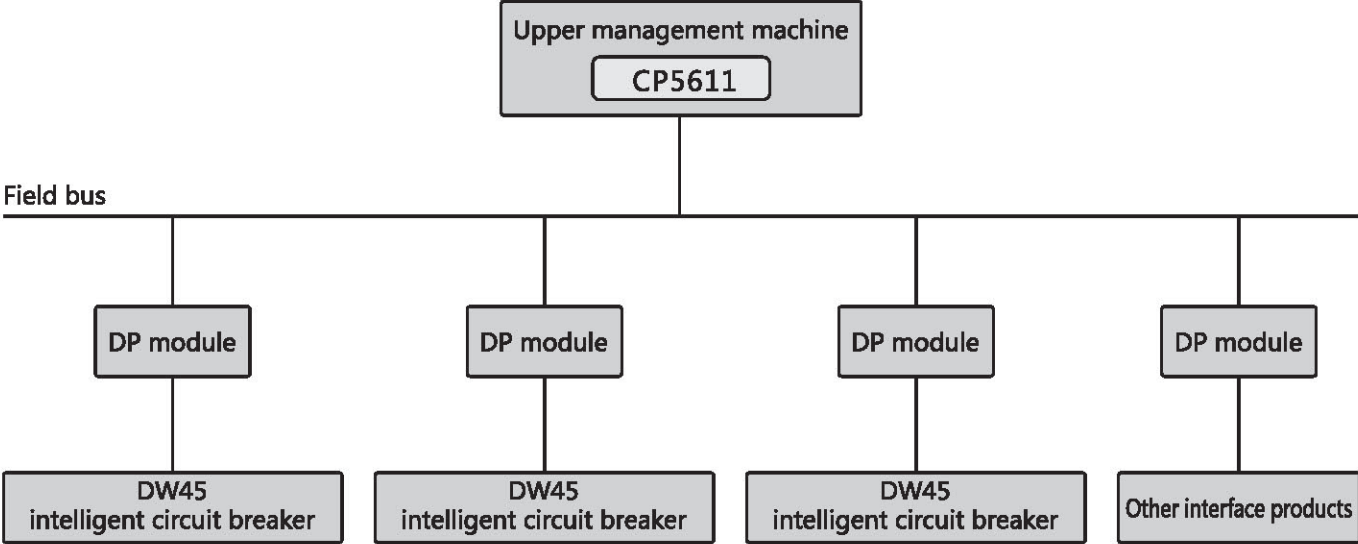 Upper management machine
CP5611
Field bus
DP module
DP module
DP module
DP module
DW45
intelligent circuit breaker
DW45
intelligent circuit breaker
DW45
intelligent circuit breaker
Other interface products